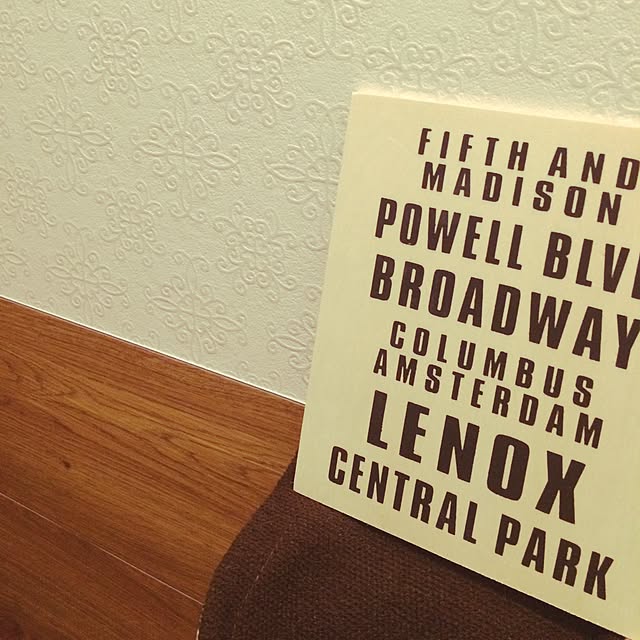 FIFTH AND
MADISON
POWELL BLV
BROADWAY
COLUMBUS
AMSTERDAM
LENOX
CENTRAL PARK